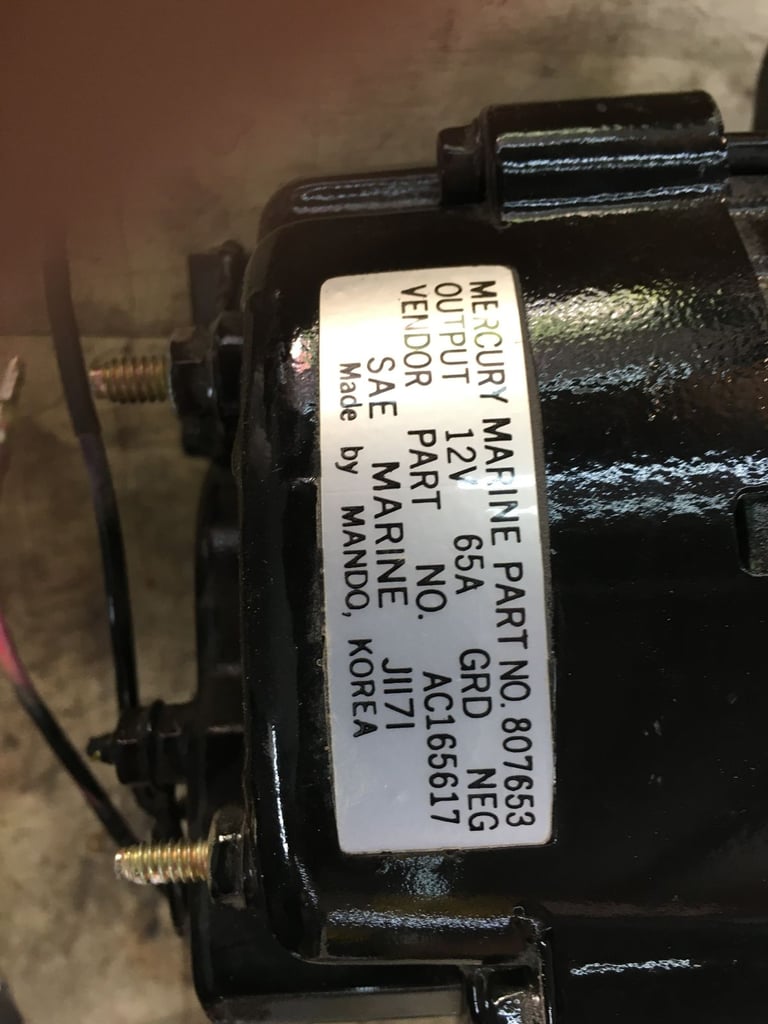 MERCURY MARINE PART NO. 807653
OUTPUT 12V 65A GRD NEG
VENDOR PART NO. AC165617
SAE MARINE J1171
Made by MANDO, KOREA